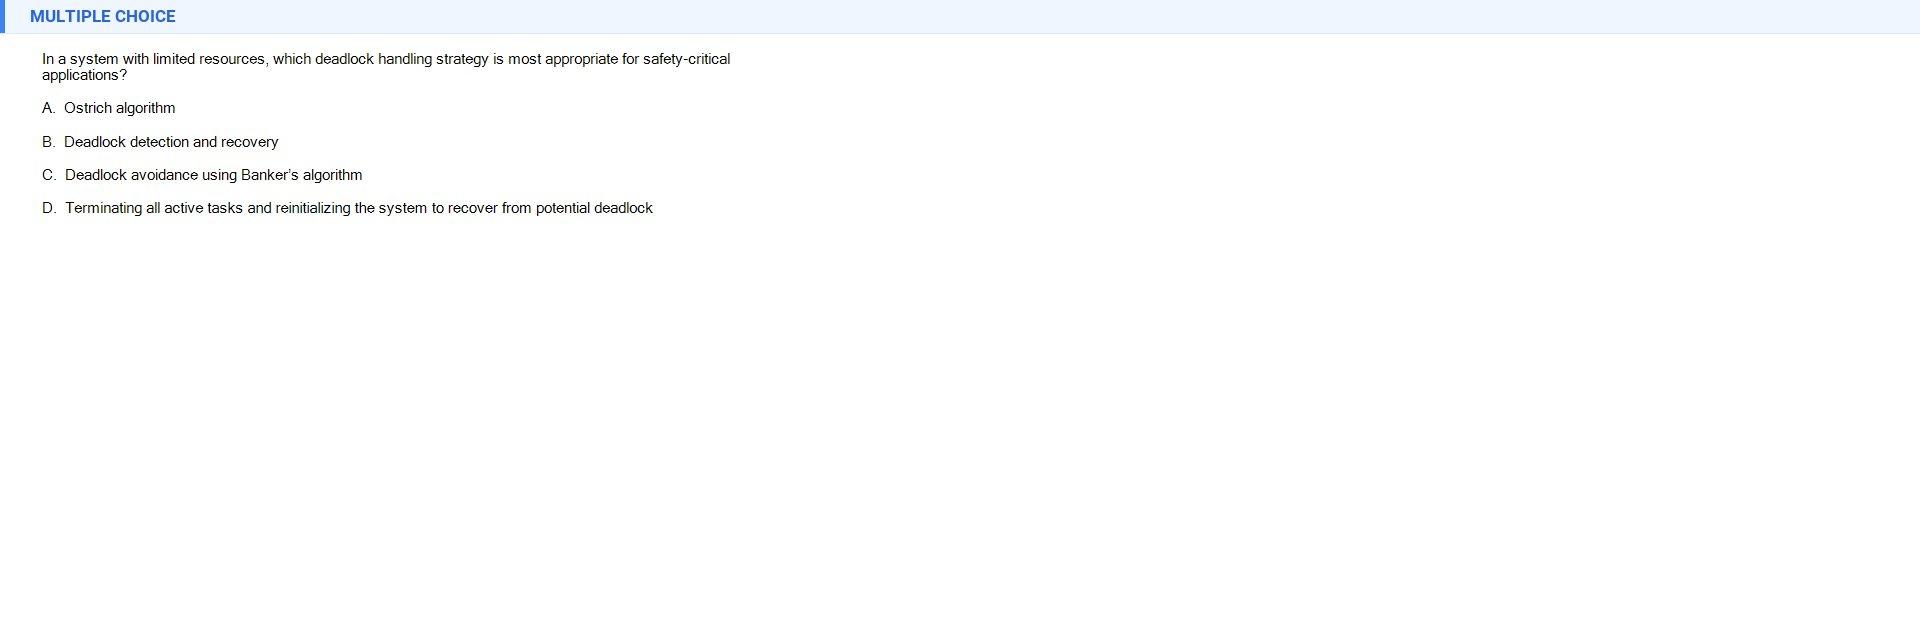 MULTIPLE CHOICE
In a system with limited resources, which deadlock handling strategy is most appropriate for safety-critical
applications?
A. Ostrich algorithm
B. Deadlock detection and recovery
C. Deadlock avoidance using Banker's algorithm
D. Terminating all active tasks and reinitializing the system to recover from potential deadlock